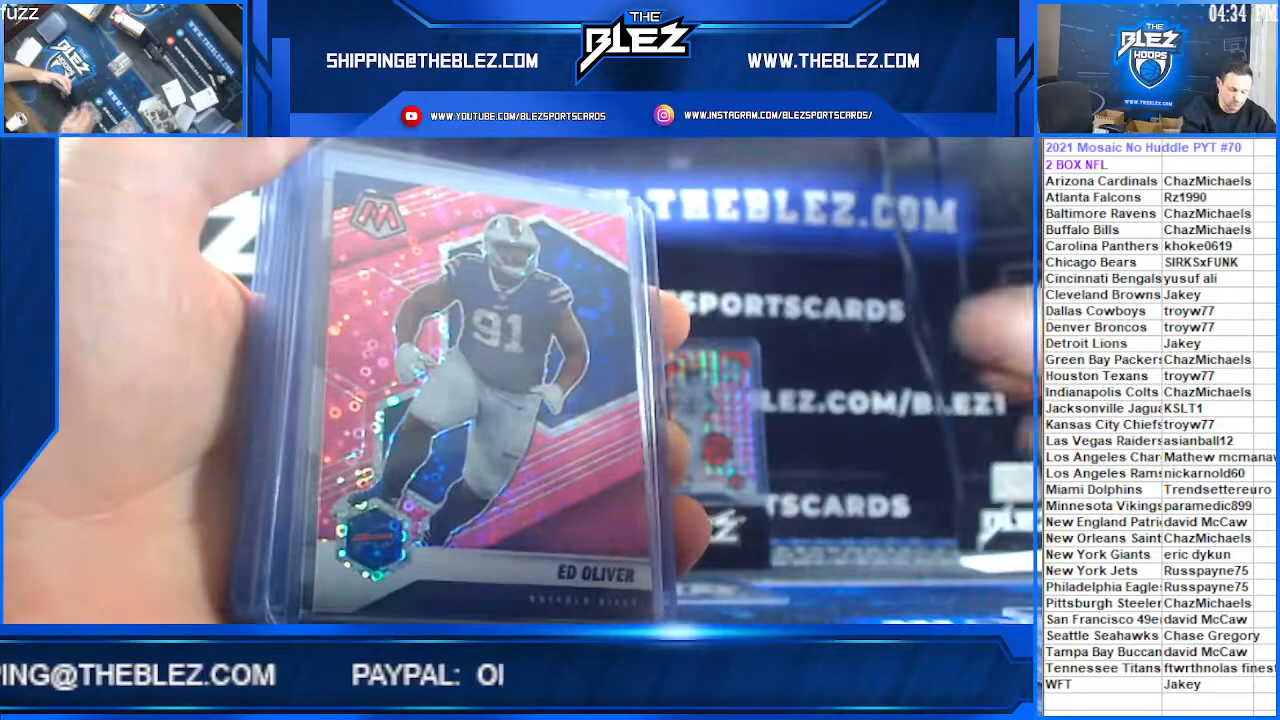 fuzz
THE
BLEZ
SHIPPING@THEBLEZ.COM
WWW.THEBLEZ.COM
WWW.YOUTUBE.COM/BLEZSPORTSCARDS
WWW.INSTAGRAM.COM/BLEZSPORTSCARDS/
04:34 PM
THE
BLEZ
HOOPS
2021 Mosaic No Huddle PYT #70
2 BOX NFL
Arizona Cardinals ChazMichaels
Atlanta Falcons Rz1990
Baltimore Ravens ChazMichaels
Buffalo Bills ChazMichaels
Carolina Panthers khoke0619
Chicago Bears SIRKSxFUNK
Cincinnati Bengals yusuf ali
Cleveland Browns Jakey
Dallas Cowboys troyw77
Denver Broncos troyw77
Detroit Lions Jakey
Green Bay Packers ChazMichaels
Houston Texans troyw77
Indianapolis Colts ChazMichaels
Jacksonville Jagua KSLT1
Kansas City Chiefs troyw77
Las Vegas Raiders asianball12
Los Angeles Char Mathew mcmanaw
Los Angeles Rams nickarnold60
Miami Dolphins Trendsettereuro
Minnesota Vikings paramedic899
New England Patri david McCaw
New Orleans Saint ChazMichaels
New York Giants eric dykun
New York Jets Russpayne75
Philadelphia Eagle Russpayne75
Pittsburgh Steeler ChazMichaels
San Francisco 49e david McCaw
Seattle Seahawks Chase Gregory
Tampa Bay Buccan david McCaw
Tennessee Titans ftwrthnolas finest
WFT Jakey
THEBLEZ.COM
SPORTSCARDS
LEZ.COM/BLEZ1
TSCARDS
91
ED OLIVER
BUFFALO BILLS
PING@THEBLEZ.COM PAYPAL: OI